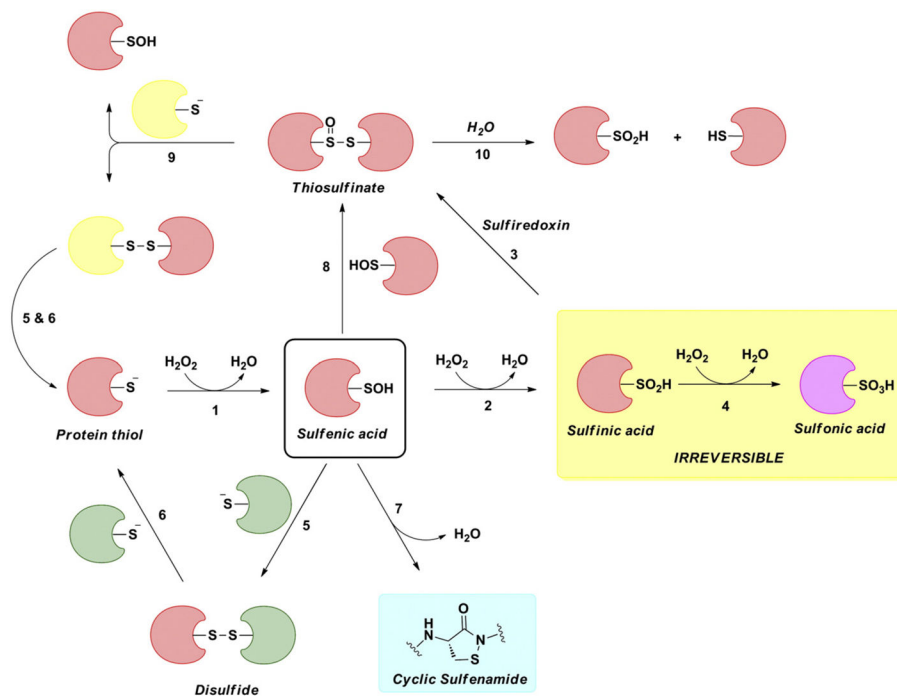 SOH
S⁻
O
S S
Thiosulfinate
H₂O
10
SO₂H
+
HS
9
S S
Sulfiredoxin
3
8
HOS
5 & 6
S⁻
Protein thiol
H₂O₂
H₂O
1
SOH
Sulfenic acid
H₂O₂
H₂O
2
SO₂H
Sulfinic acid
H₂O₂
H₂O
4
SO₃H
Sulfonic acid
IRREVERSIBLE
S⁻
6
⁻S
5
7
H₂O
S S
Disulfide
H
N
O
N
S
Cyclic Sulfenamide